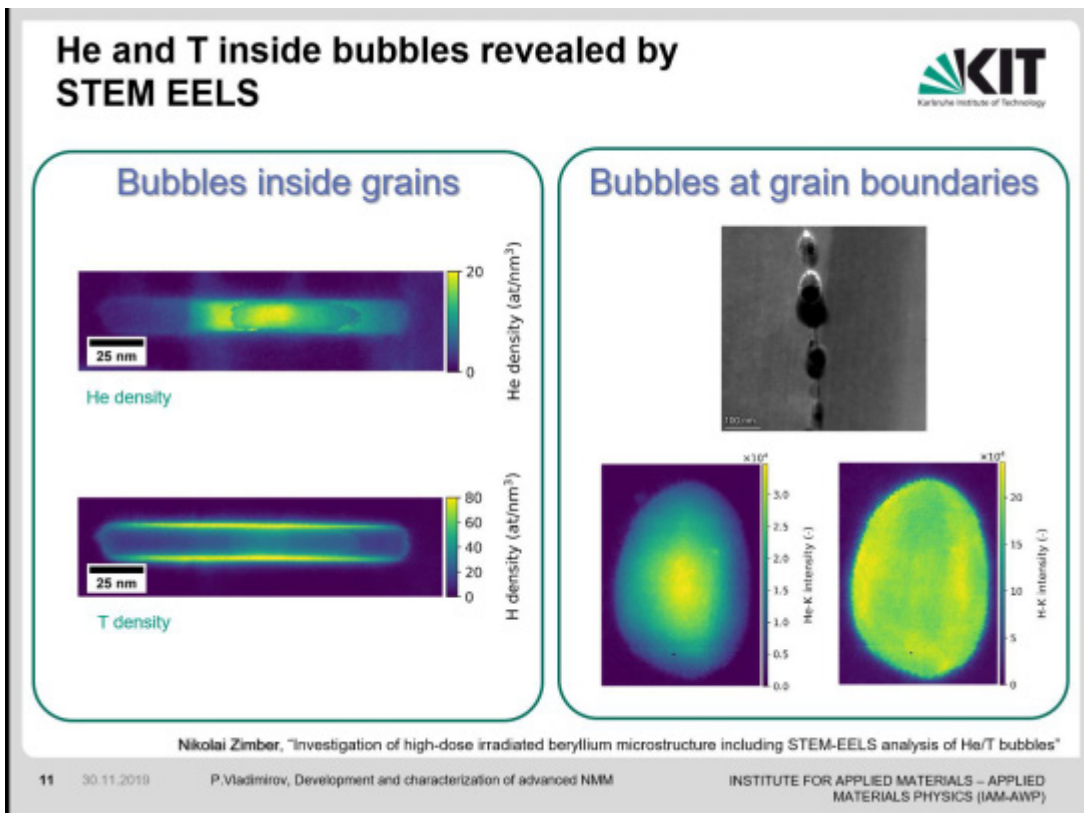 He and T inside bubbles revealed by
STEM EELS
KIT
Karlsruhe Institute of Technology
Bubbles inside grains
20
0
He density (at/nm³)
25 nm
He density
80
60
40
20
0
H density (at/nm³)
25 nm
T density
Bubbles at grain boundaries
100 nm
×10⁴
3.0
2.5
2.0
1.5
1.0
0.5
0.0
He-K intensity (-)
×10⁴
20
15
10
5
0
H-K intensity (-)
Nikolai Zimber, "Investigation of high-dose irradiated beryllium microstructure including STEM-EELS analysis of He/T bubbles"
11 30.11.2019 P.Vladimirov, Development and characterization of advanced NMM
INSTITUTE FOR APPLIED MATERIALS – APPLIED
MATERIALS PHYSICS (IAM-AWP)